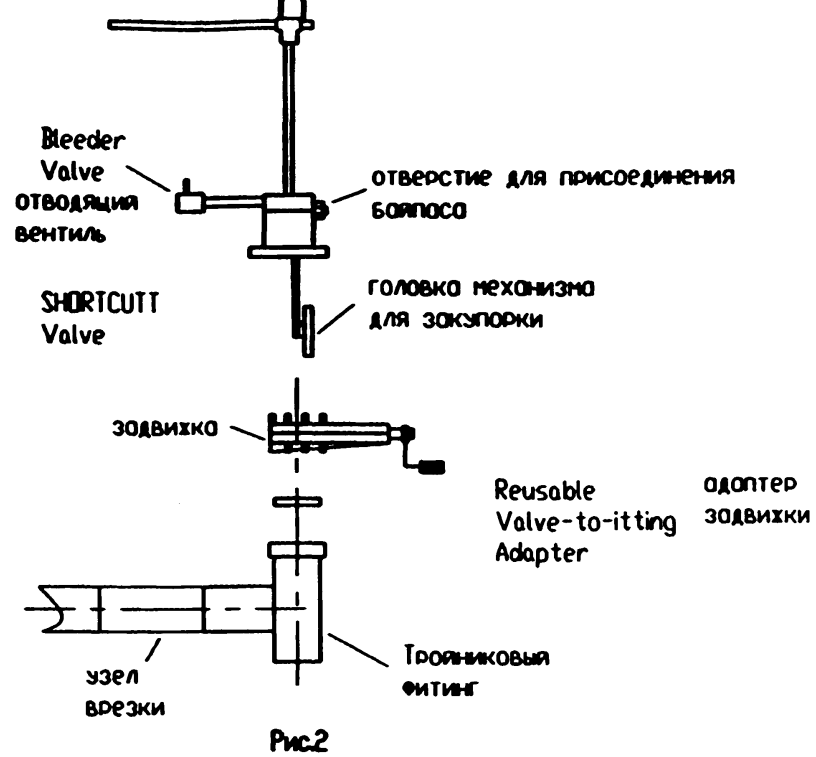 Bleeder
Valve
отводящия
вентиль
отверстие для присоединения
байпаса
SHORTCUTT
Valve
головка механизма
для закупорки
задвижка
Reusable
Valve-to-itting
Adapter
адаптер
задвижки
узел
врезки
Тройниковый
фитинг
Рис.2